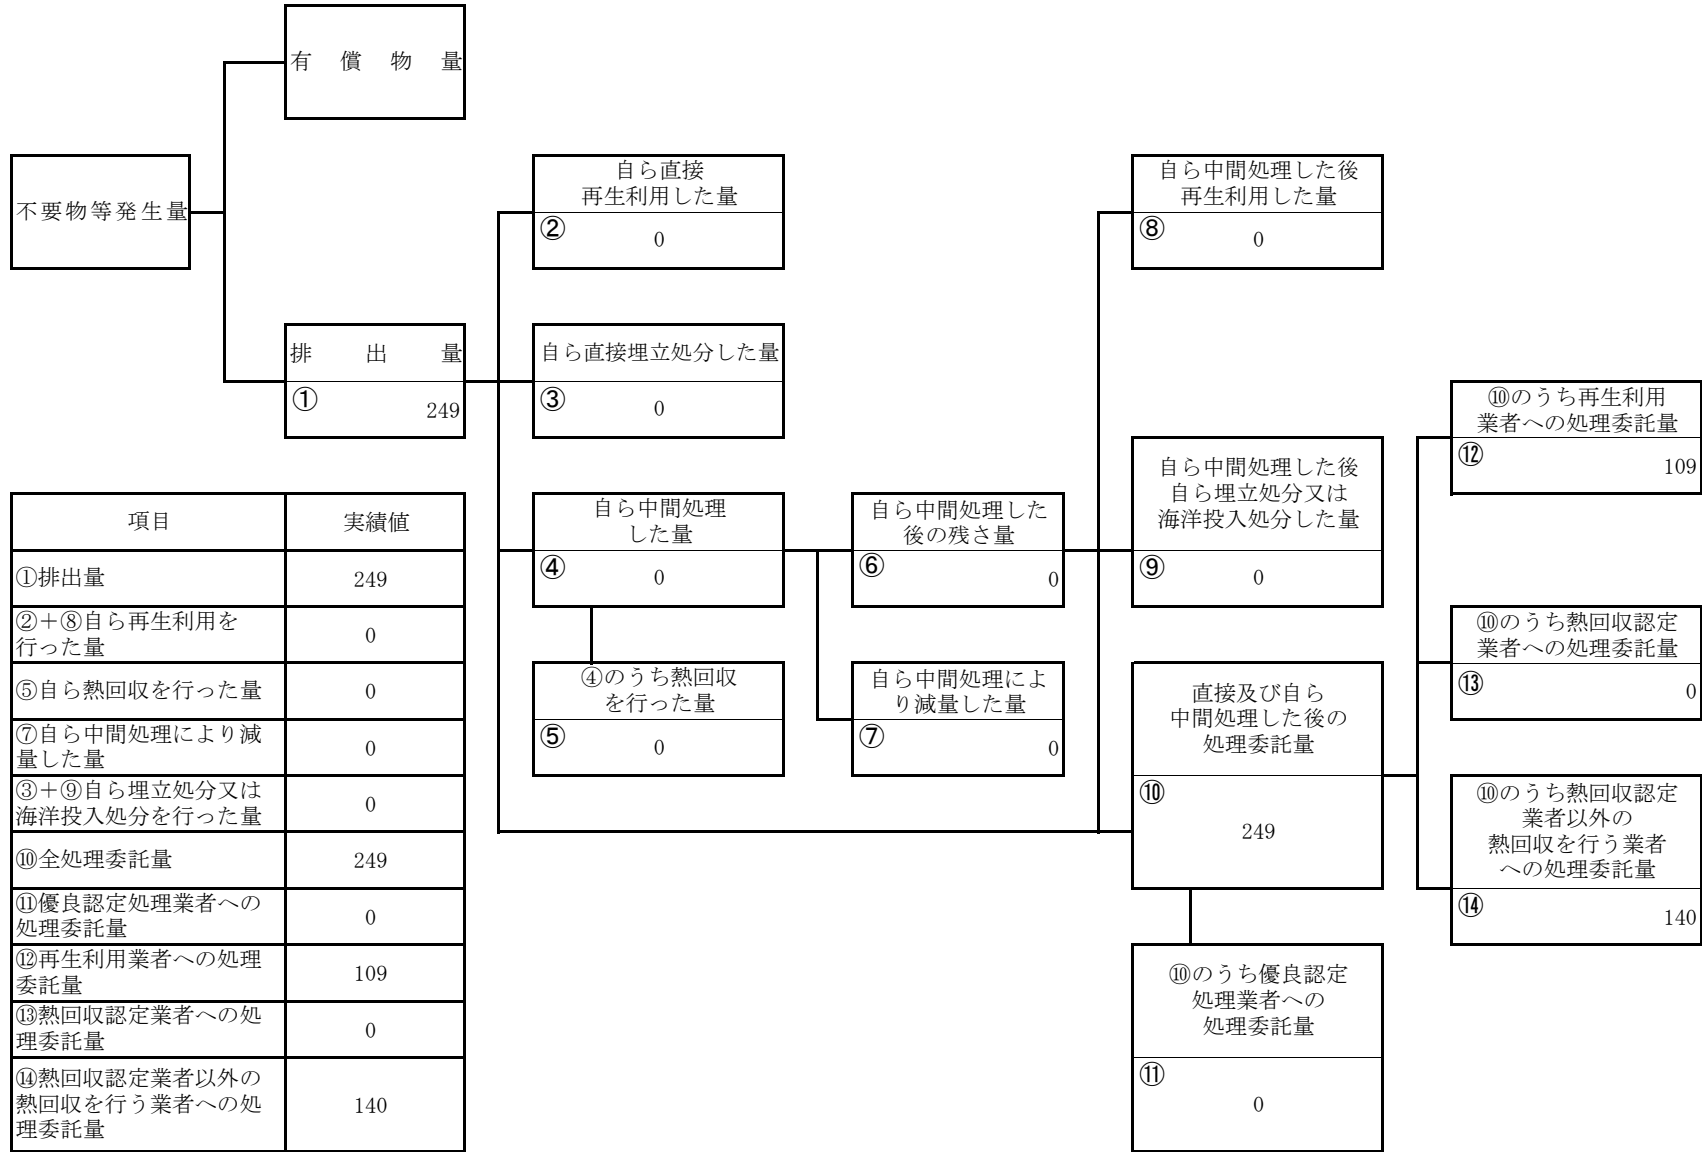 有償物量
不要物等発生量
自ら直接
再生利用した量
②
0
自ら中間処理した後
再生利用した量
⑧
0
排出量
①
249
自ら直接埋立処分した量
③
0
⑩のうち再生利用
業者への処理委託量
⑫
109
自ら中間処理
した量
④
0
自ら中間処理した
後の残さ量
⑥
0
自ら中間処理した後
自ら埋立処分又は
海洋投入処分した量
⑨
0
⑩のうち熱回収認定
業者への処理委託量
⑬
0
④のうち熱回収
を行った量
⑤
0
自ら中間処理によ
り減量した量
⑦
0
直接及び自ら
中間処理した後の
処理委託量
⑩
249
⑩のうち熱回収認定
業者以外の
熱回収を行う業者
への処理委託量
⑭
140
⑩のうち優良認定
処理業者への
処理委託量
⑪
0
項目 実績値
①排出量 249
②＋⑧自ら再生利用を
行った量 0
⑤自ら熱回収を行った量 0
⑦自ら中間処理により減
量した量 0
③＋⑨自ら埋立処分又は
海洋投入処分を行った量 0
⑩全処理委託量 249
⑪優良認定処理業者への
処理委託量 0
⑫再生利用業者への処理
委託量 109
⑬熱回収認定業者への処
理委託量 0
⑭熱回収認定業者以外の
熱回収を行う業者への処
理委託量 140